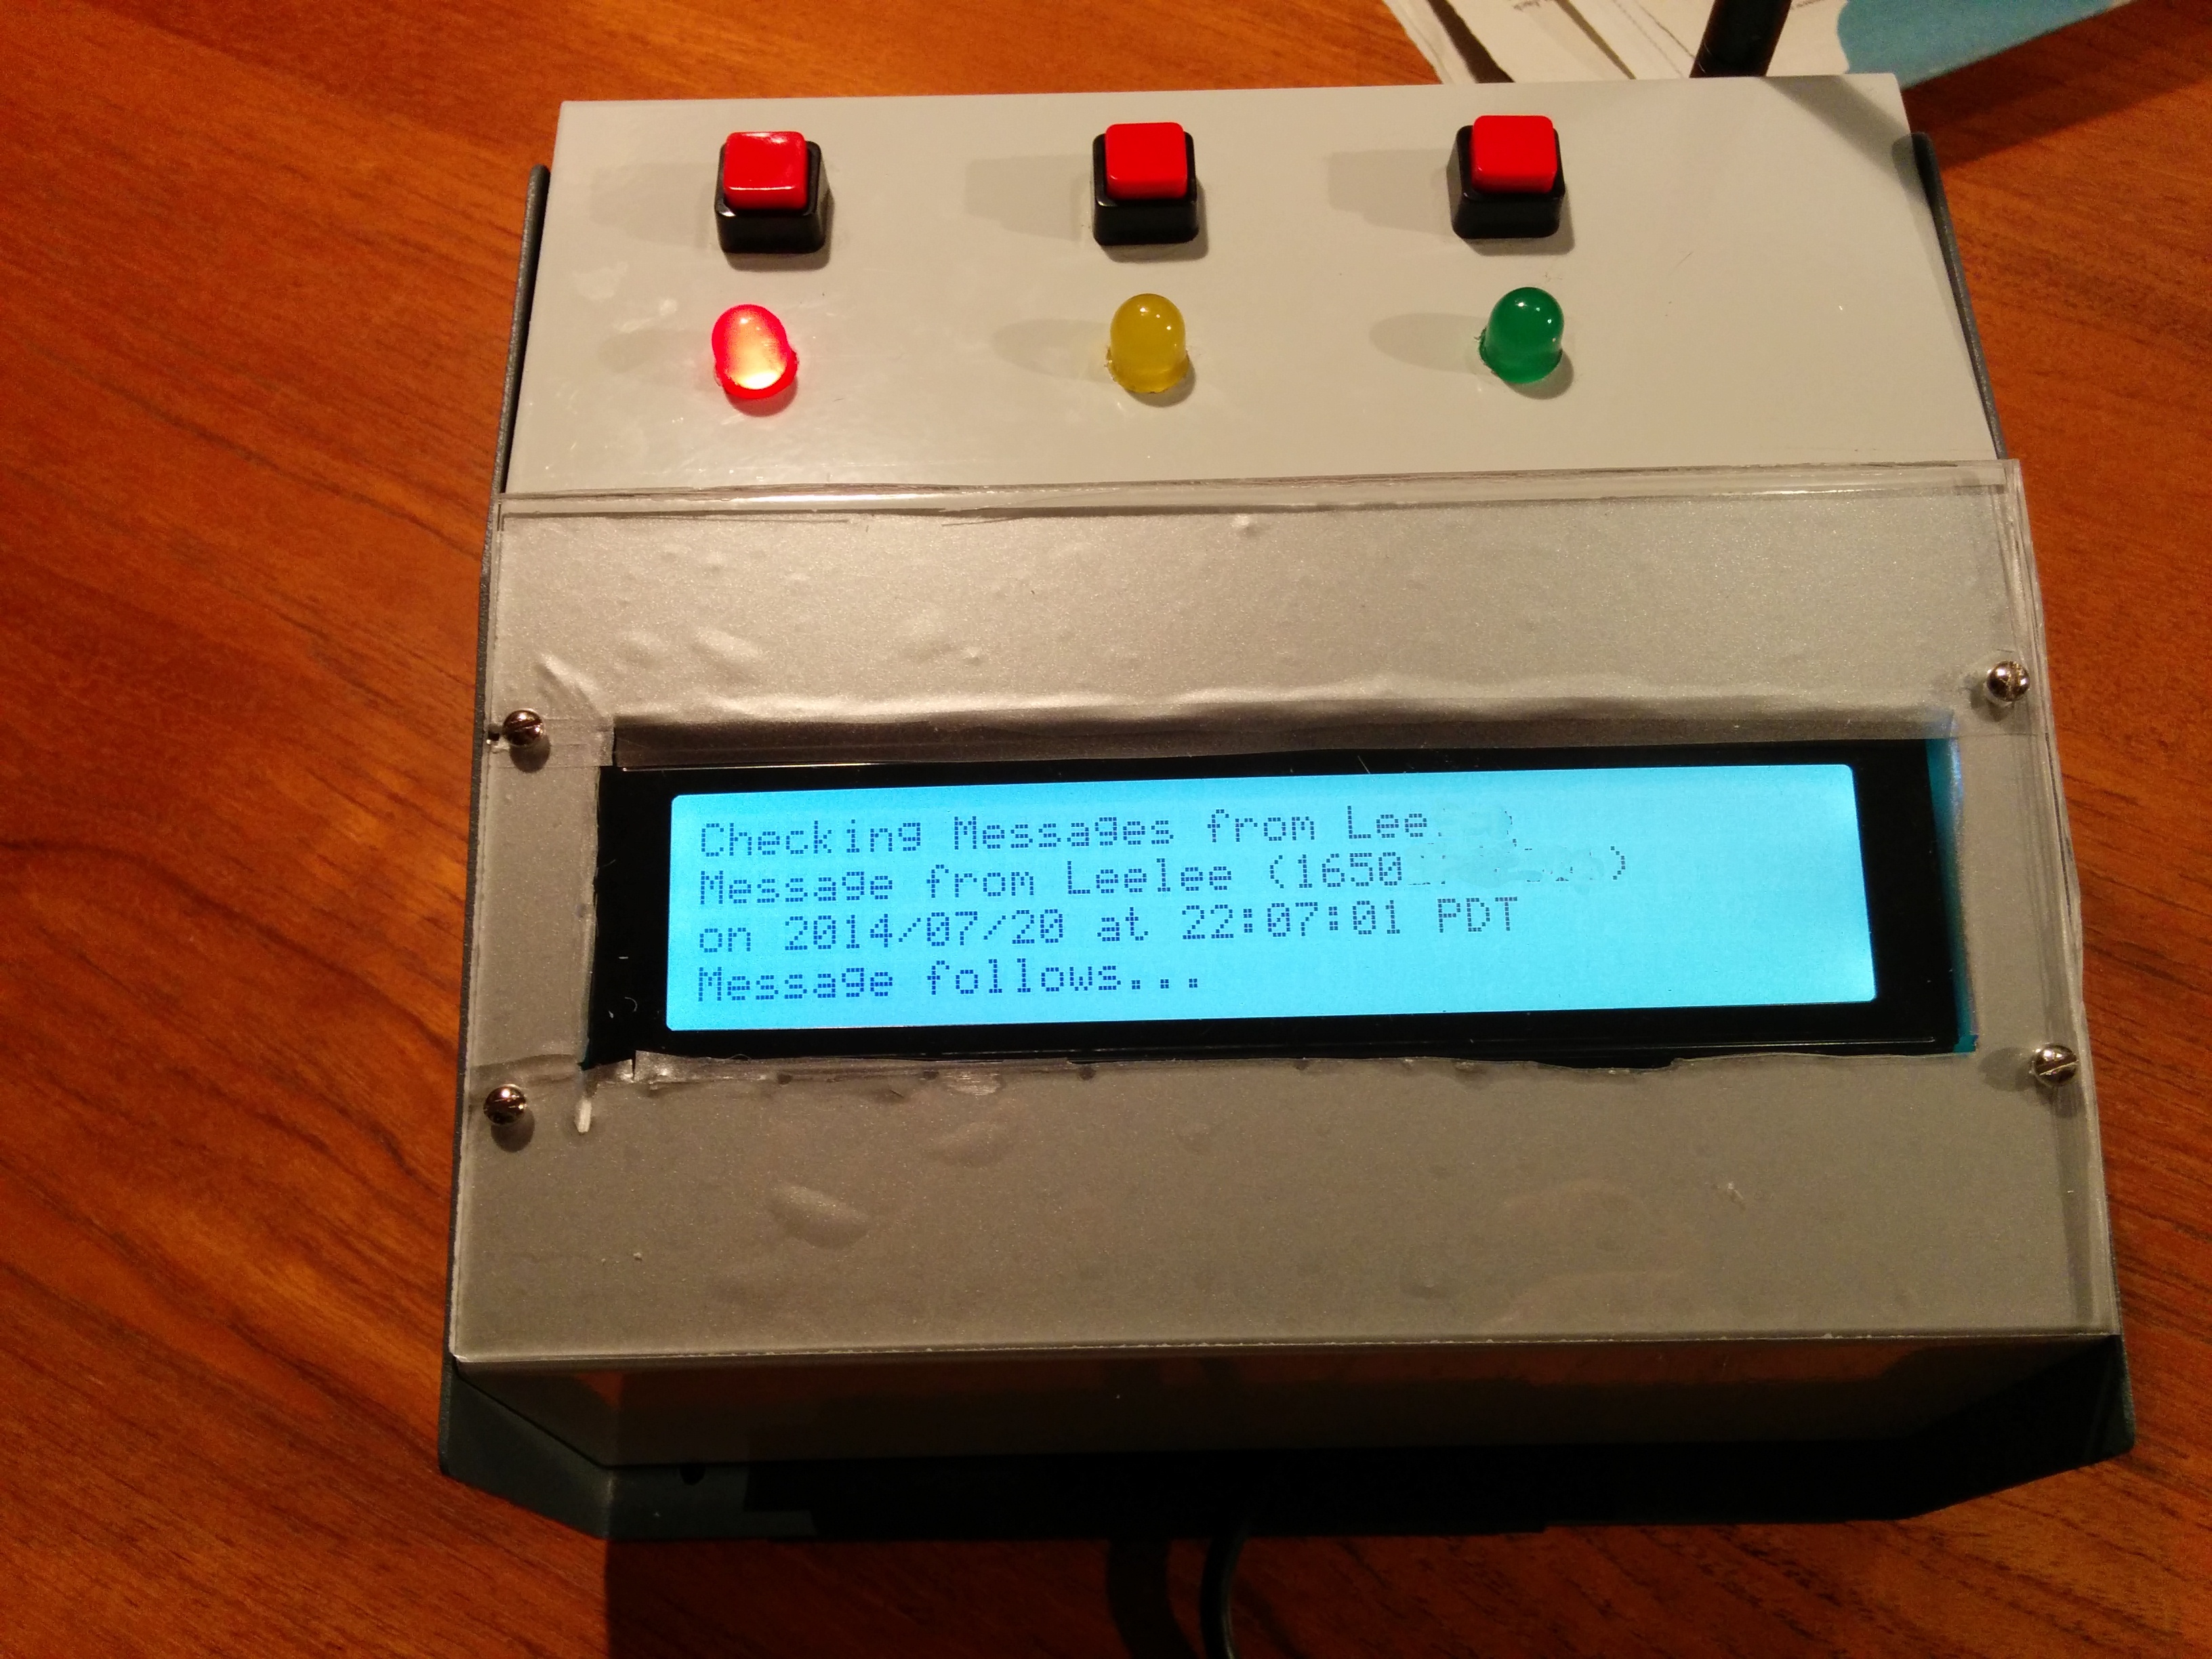 Checking Messages from Lee
Message from Leelee (1650 )
on 2014/07/20 at 22:07:01 PDT
Message follows...